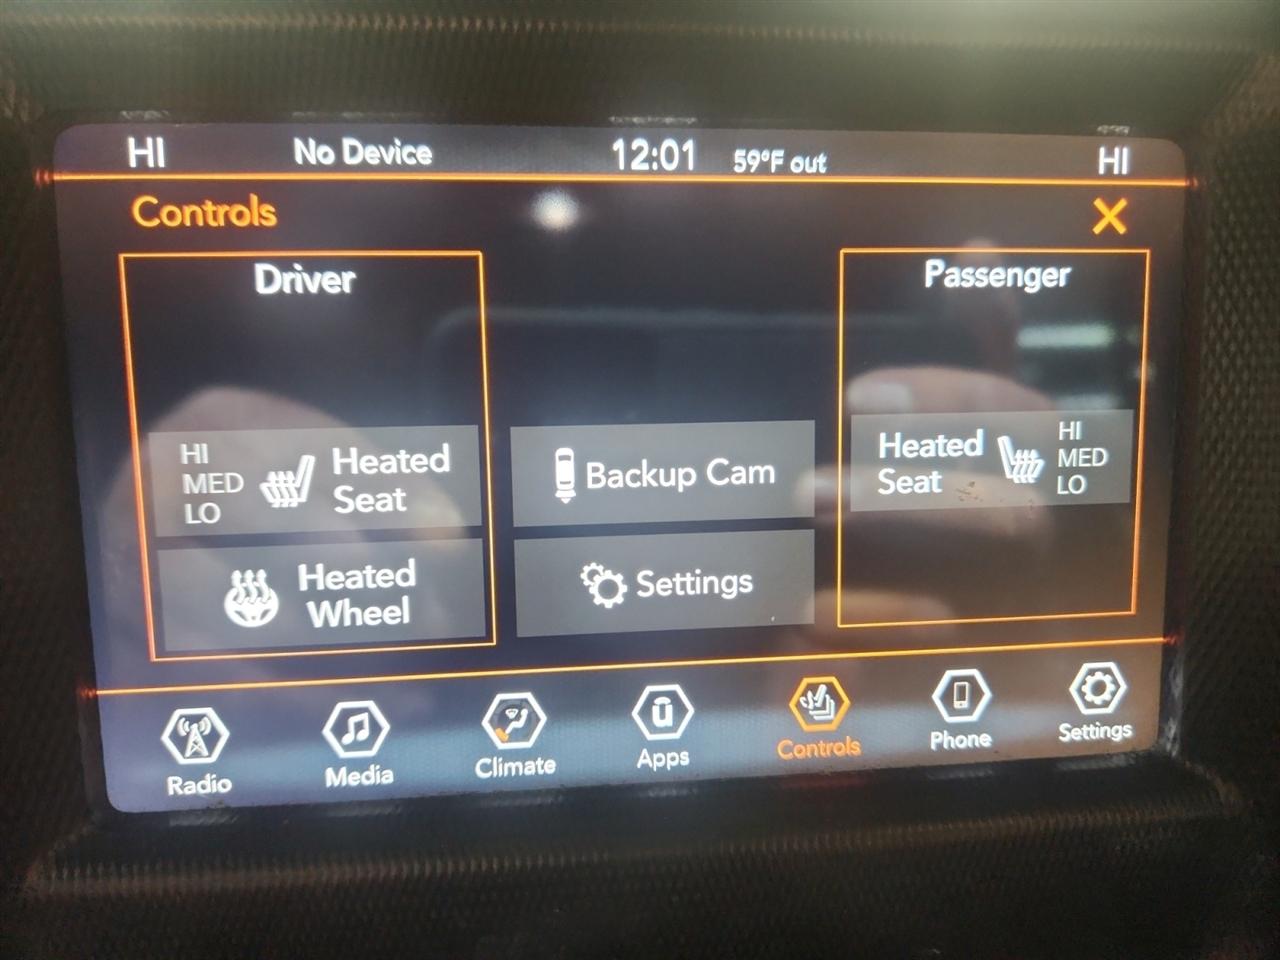 HI No Device 12:01 59°F out HI
Controls X
Driver
HI
MED
LO
Heated
Seat
Heated
Wheel
Backup Cam
Settings
Passenger
Heated
Seat
HI
MED
LO
Radio Media Climate Apps Controls Phone Settings